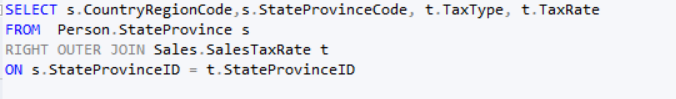 SELECT s.CountryRegionCode,s.StateProvinceCode, t.TaxType, t.TaxRate
FROM  Person.StateProvince s
RIGHT OUTER JOIN Sales.SalesTaxRate t
ON s.StateProvinceID = t.StateProvinceID